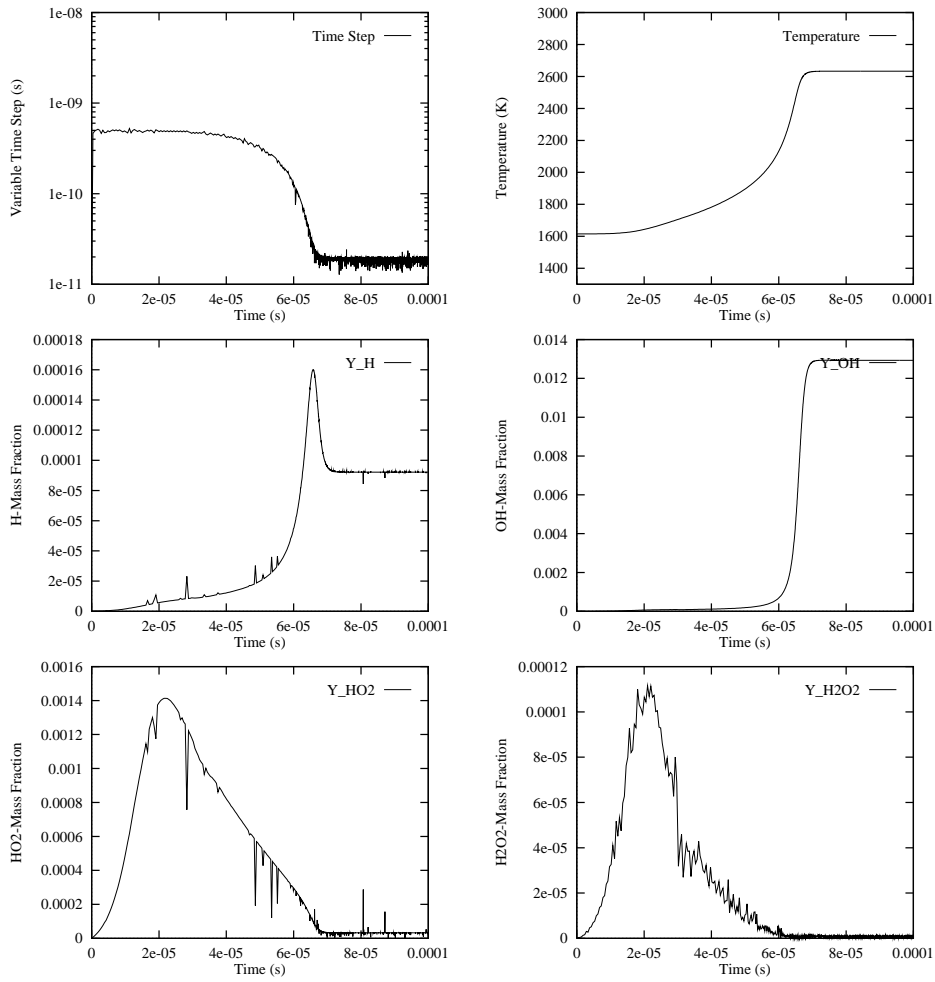 1e-08
1e-09
1e-10
1e-11
Variable Time Step (s)
Time Step
0 2e-05 4e-05 6e-05 8e-05 0.0001
Time (s)
3000
2800
2600
2400
2200
2000
1800
1600
1400
Temperature (K)
Temperature
0 2e-05 4e-05 6e-05 8e-05 0.0001
Time (s)
0.00018
0.00016
0.00014
0.00012
0.0001
8e-05
6e-05
4e-05
2e-05
0
H-Mass Fraction
Y_H
0 2e-05 4e-05 6e-05 8e-05 0.0001
Time (s)
0.014
0.012
0.01
0.008
0.006
0.004
0.002
0
OH-Mass Fraction
Y_OH
0 2e-05 4e-05 6e-05 8e-05 0.0001
Time (s)
0.0016
0.0014
0.0012
0.001
0.0008
0.0006
0.0004
0.0002
0
HO2-Mass Fraction
Y_HO2
0 2e-05 4e-05 6e-05 8e-05 0.0001
Time (s)
0.00012
0.0001
8e-05
6e-05
4e-05
2e-05
0
H2O2-Mass Fraction
Y_H2O2
0 2e-05 4e-05 6e-05 8e-05 0.0001
Time (s)